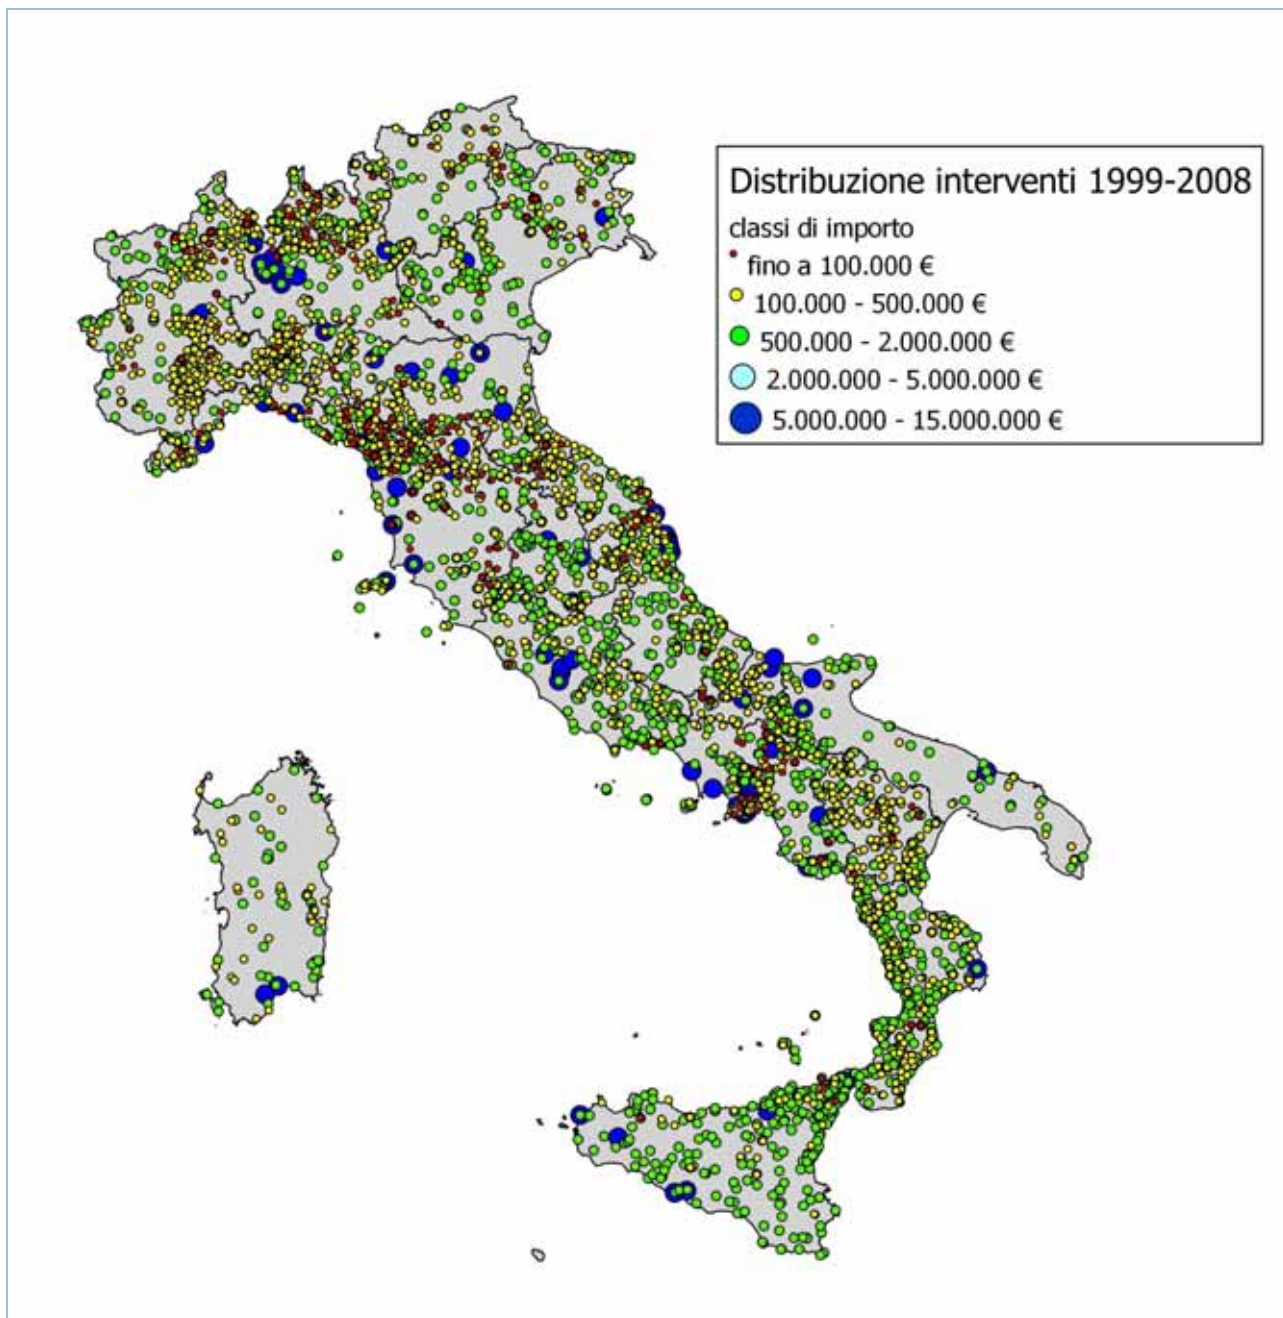 Distribuzione interventi 1999-2008
classi di importo
fino a 100.000 €
100.000 - 500.000 €
500.000 - 2.000.000 €
2.000.000 - 5.000.000 €
5.000.000 - 15.000.000 €